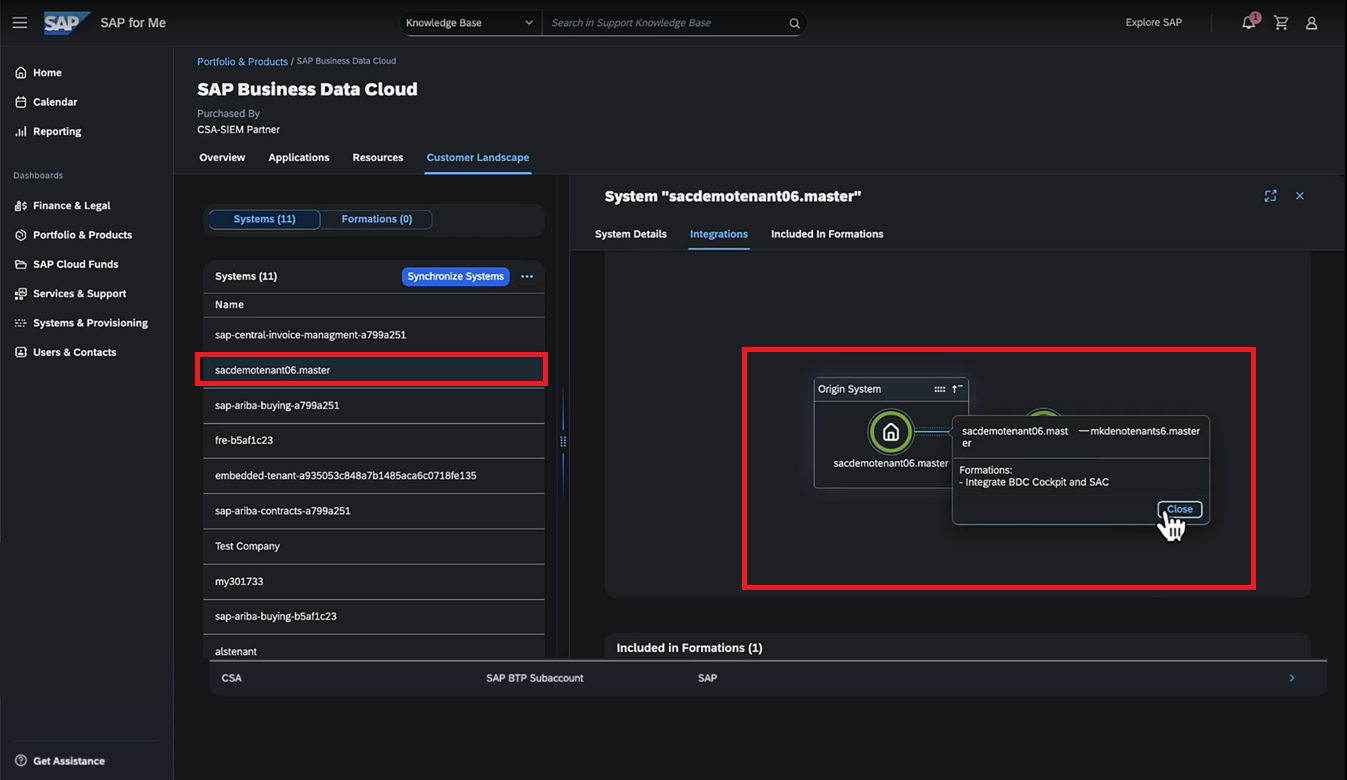 SAP
SAP for Me
Knowledge Base
Search in Support Knowledge Base
Explore SAP
1
Home
Calendar
Reporting
Dashboards
Finance & Legal
Portfolio & Products
SAP Cloud Funds
Services & Support
Systems & Provisioning
Users & Contacts
Get Assistance
Portfolio & Products / SAP Business Data Cloud
SAP Business Data Cloud
Purchased By
CSA-SIEM Partner
Overview Applications Resources Customer Landscape
Systems (11) Formations (0)
Systems (11) Synchronize Systems
Name
sap-central-invoice-managment-a799a251
sacdemotenant06.master
sap-ariba-buying-a799a251
fre-b5af1c23
embedded-tenant-a935053c848a7b1485aca6c0718fe135
sap-ariba-contracts-a799a251
Test Company
my301733
sap-ariba-buying-b5af1c23
alstenant
CSA SAP BTP Subaccount SAP
System "sacdemotenant06.master"
System Details Integrations Included In Formations
Origin System
sacdemotenant06.master
sacdemotenant06.mast —mkdenotenants6.master
er
Formations:
- Integrate BDC Cockpit and SAC
Close
Included in Formations (1)